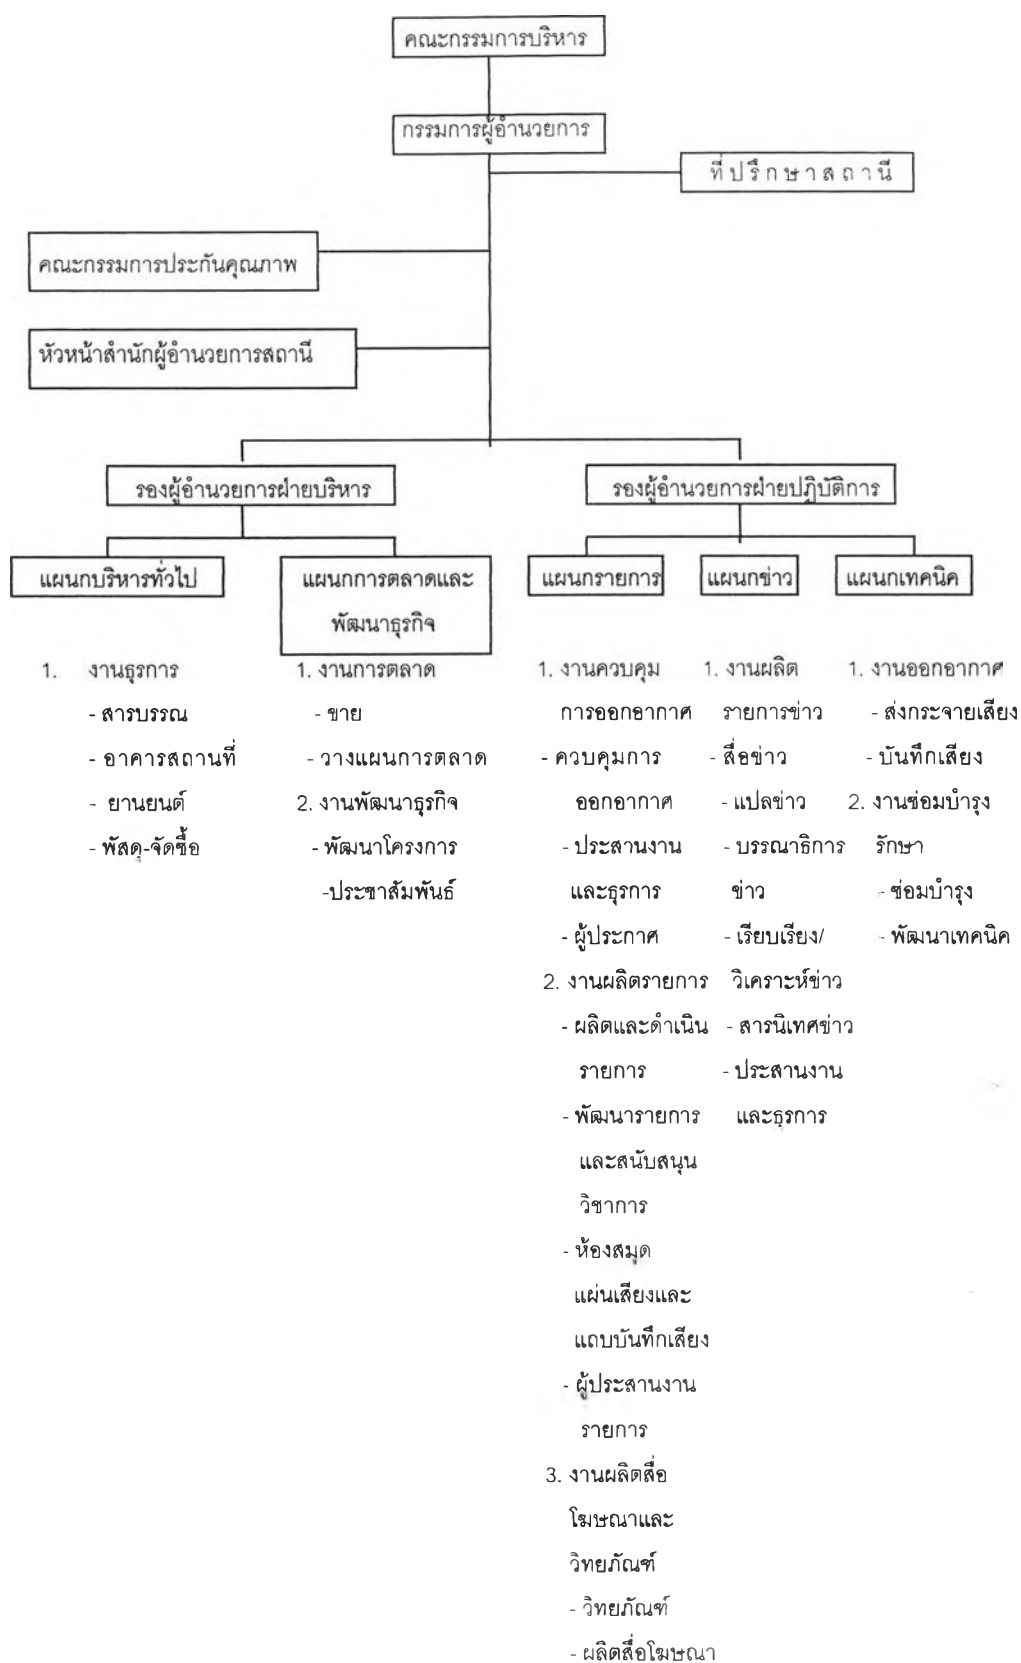 คณะกรรมการบริหาร
กรรมการผู้อำนวยการ
ที่ปรึกษาสถานี
คณะกรรมการประกันคุณภาพ
หัวหน้าสำนักผู้อำนวยการสถานี
รองผู้อำนวยการฝ่ายบริหาร
รองผู้อำนวยการฝ่ายปฏิบัติการ
แผนกบริหารทั่วไป
แผนกการตลาดและ
พัฒนาธุรกิจ
แผนกรายการ
แผนกข่าว
แผนกเทคนิค
1. งานธุรการ
- สารบรรณ
- อาคารสถานที่
- ยานยนต์
- พัสดุ-จัดซื้อ
1. งานการตลาด
- ขาย
- วางแผนการตลาด
2. งานพัฒนาธุรกิจ
- พัฒนาโครงการ
-ประชาสัมพันธ์
1. งานควบคุม
การออกอากาศ
- ควบคุมการ
ออกอากาศ
- ประสานงาน
และธุรการ
- ผู้ประกาศ
2. งานผลิตรายการ
- ผลิตและดำเนิน
รายการ
- พัฒนารายการ
และสนับสนุน
วิชาการ
- ห้องสมุด
แผ่นเสียงและ
แถบบันทึกเสียง
- ผู้ประสานงาน
รายการ
3. งานผลิตสื่อ
โฆษณาและ
วิทยภัณฑ์
- วิทยภัณฑ์
- ผลิตสื่อโฆษณา
1. งานผลิต
รายการข่าว
- สื่อข่าว
- แปลข่าว
- บรรณาธิการ
ข่าว
- เรียบเรียง/
วิเคราะห์ข่าว
- สารนิเทศข่าว
- ประสานงาน
และธุรการ
1. งานออกอากาศ
- ส่งกระจายเสียง
- บันทึกเสียง
2. งานซ่อมบำรุง
รักษา
- ซ่อมบำรุง
- พัฒนาเทคนิค